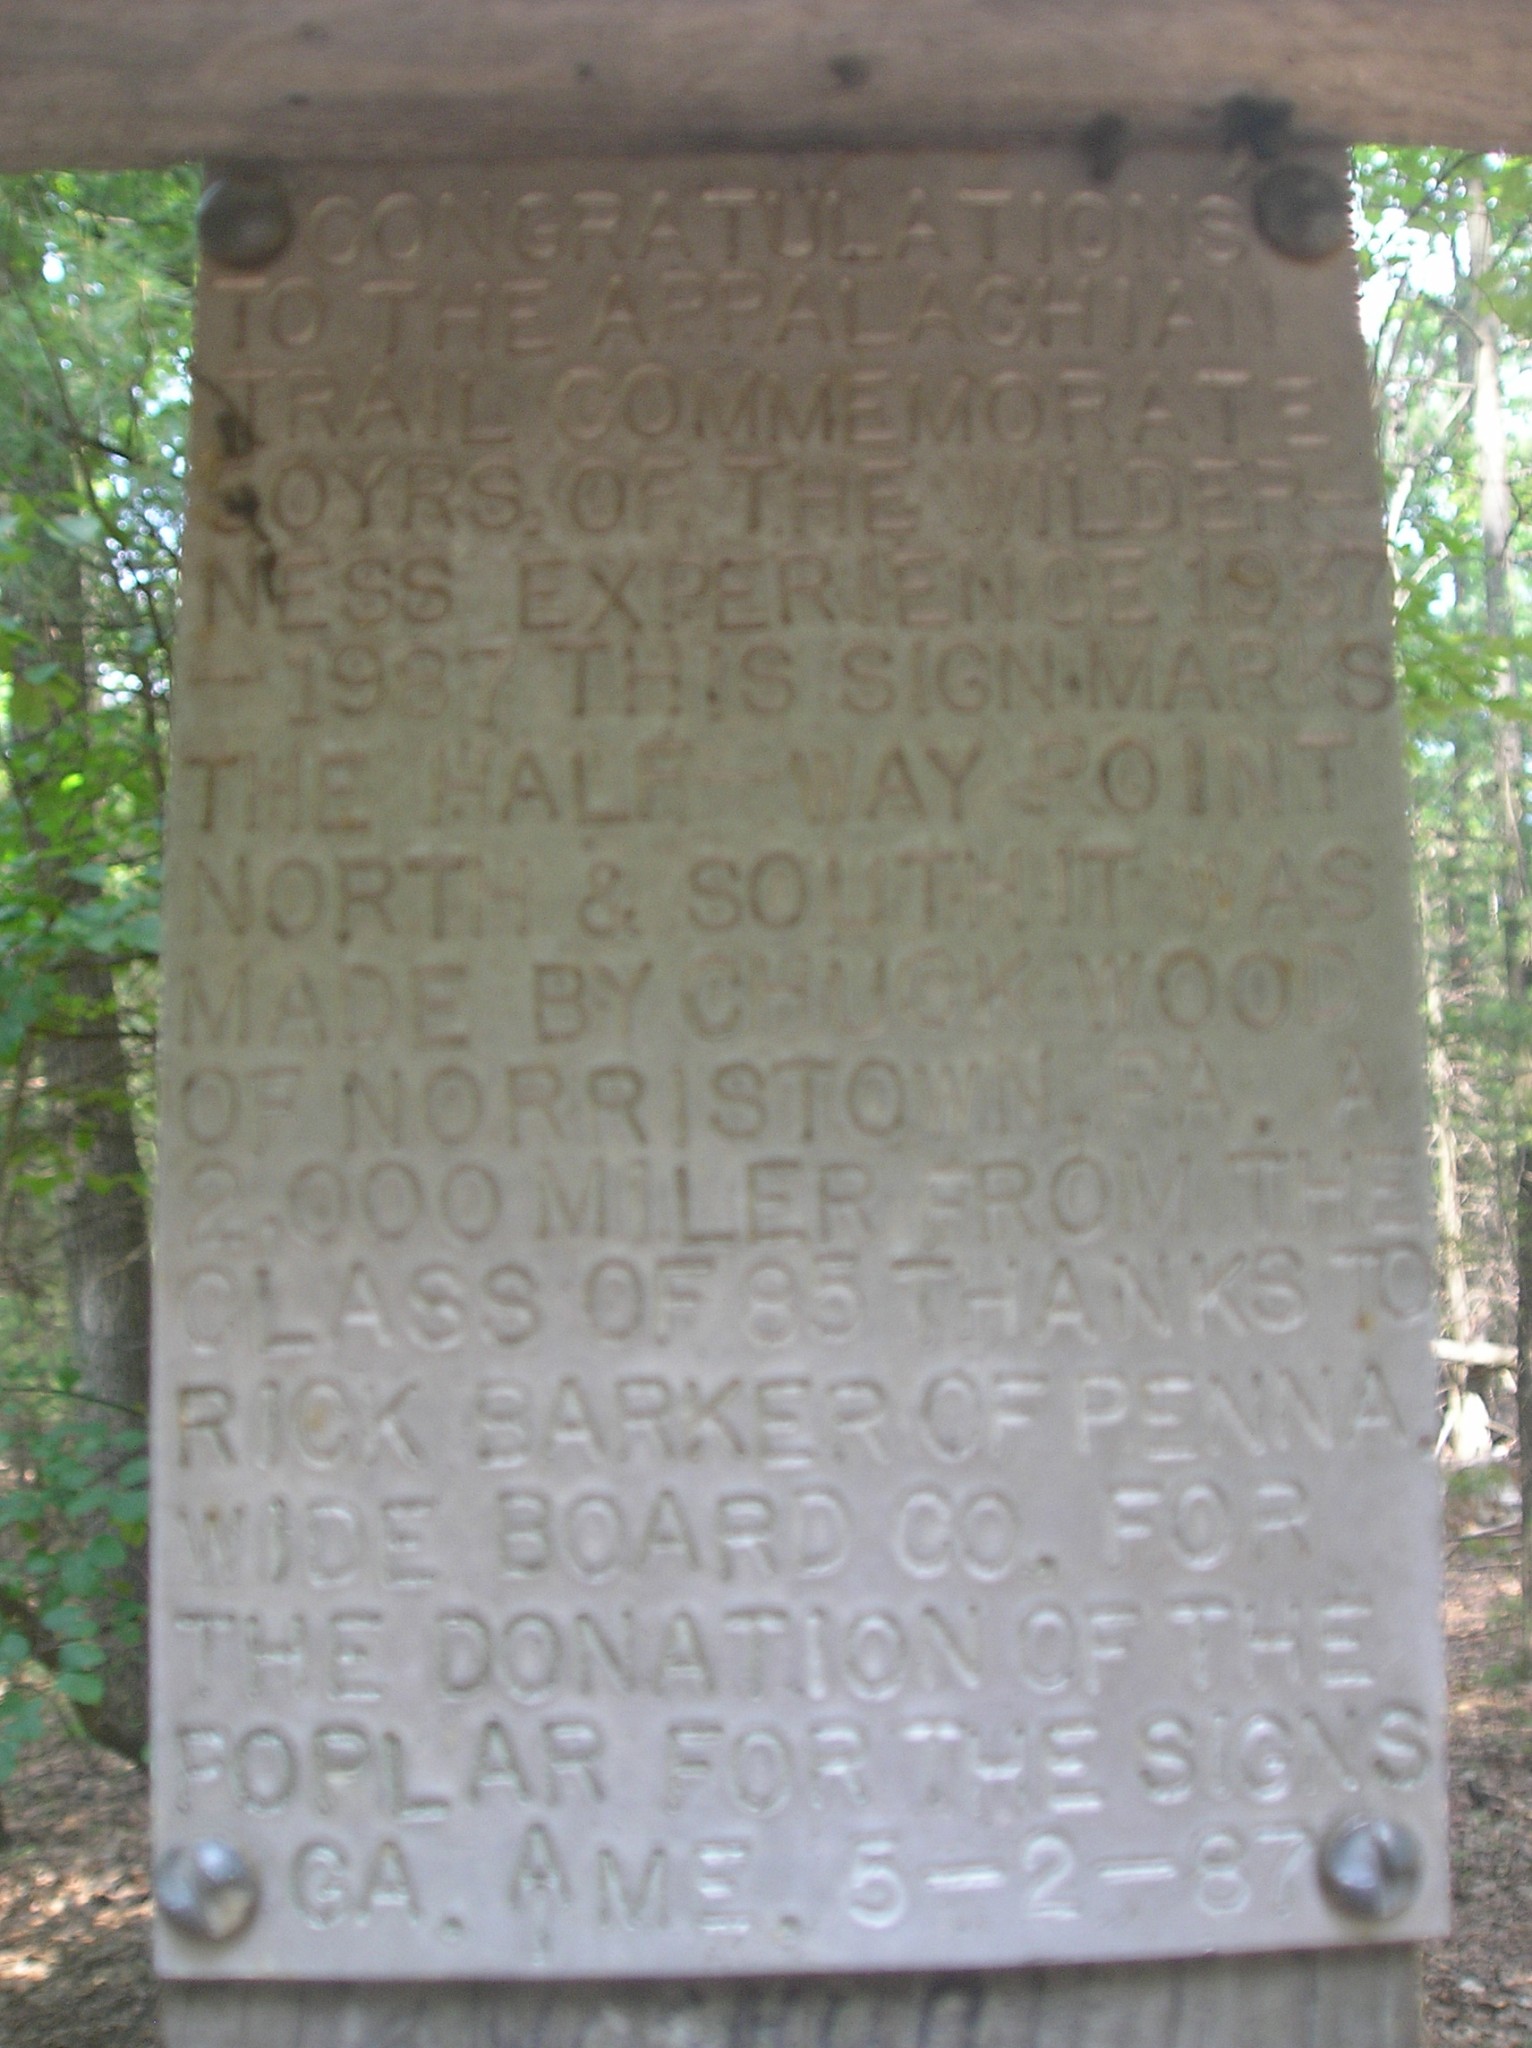 CONGRATULATIONS
TO THE APPALACHIAN
TRAIL COMMEMORATE
50YRS. OF THE WILDER-
NESS EXPERIENCE 1937
-1987 THIS SIGN MARKS
THE HALF-WAY POINT
NORTH & SOUTH IT WAS
MADE BY CHUCK WOOD
OF NORRISTOWN. PA. A
2,000 MILER FROM THE
CLASS OF 85 THANKS TO
RICK BARKER OF PENNA.
WIDE BOARD CO. FOR
THE DONATION OF THE
POPLAR FOR THE SIGNS
GA. ME. 5-2-87